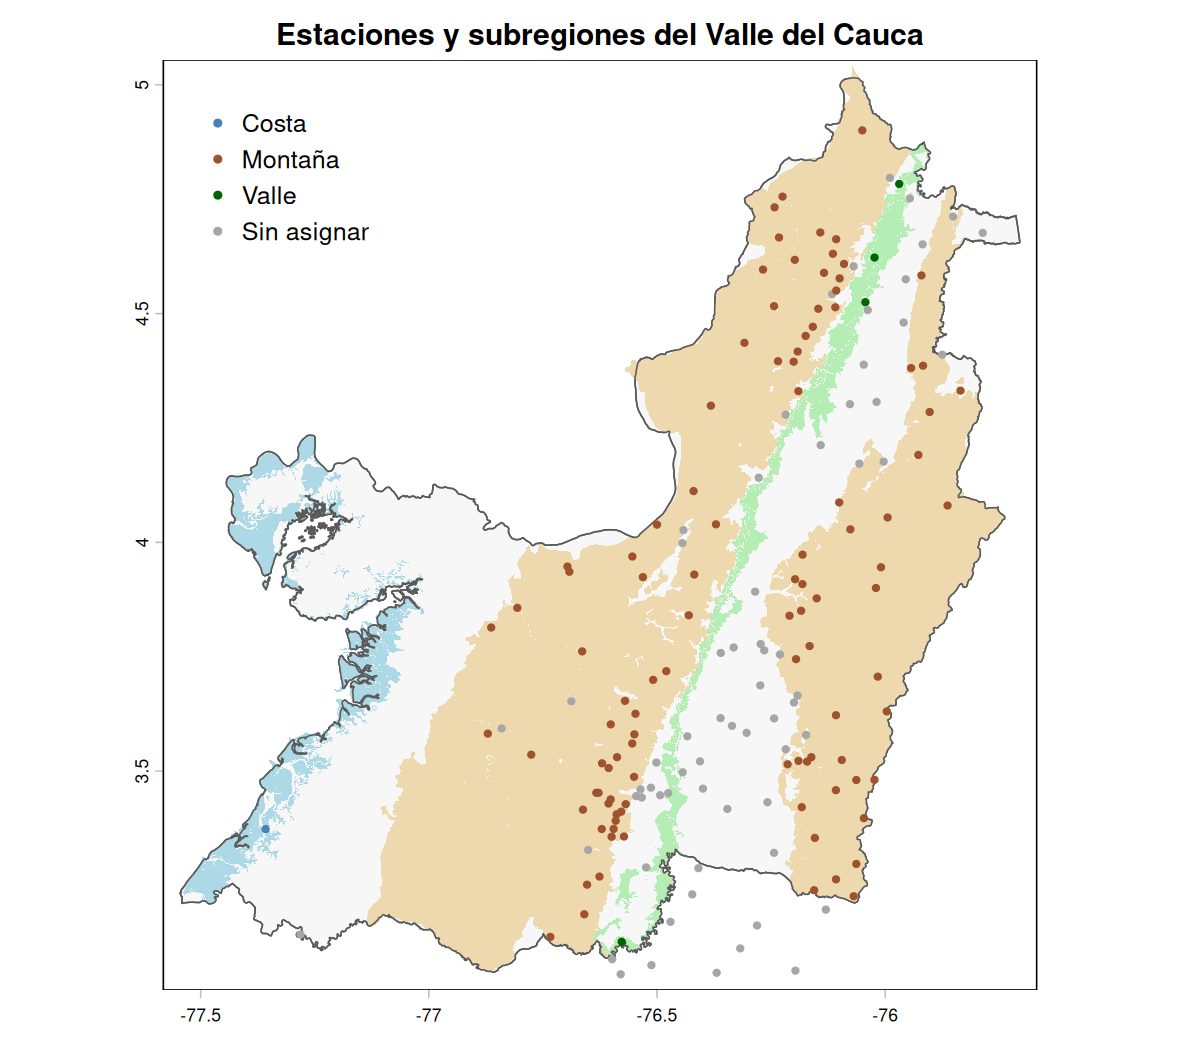 Estaciones y subregiones del Valle del Cauca
Costa
Montaña
Valle
Sin asignar
5
4.5
4
3.5
-77.5
-77
-76.5
-76